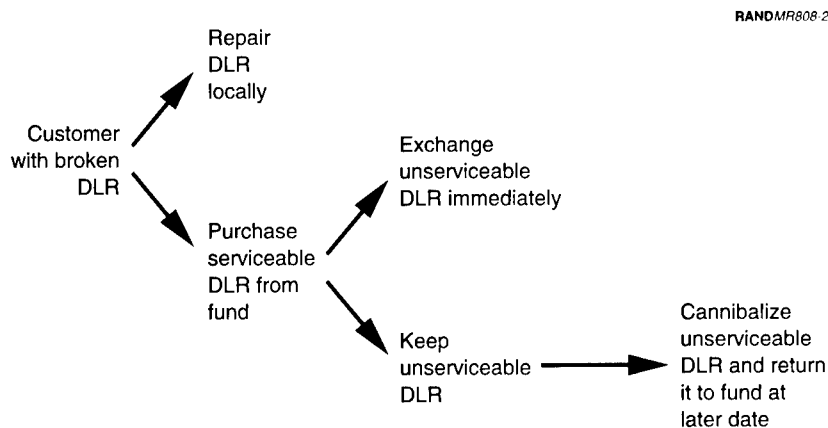 RANDMR808-2
Repair
DLR
locally
Customer
with broken
DLR
Exchange
unserviceable
DLR immediately
Purchase
serviceable
DLR from
fund
Keep
unserviceable
DLR
Cannibalize
unserviceable
DLR and return
it to fund at
later date